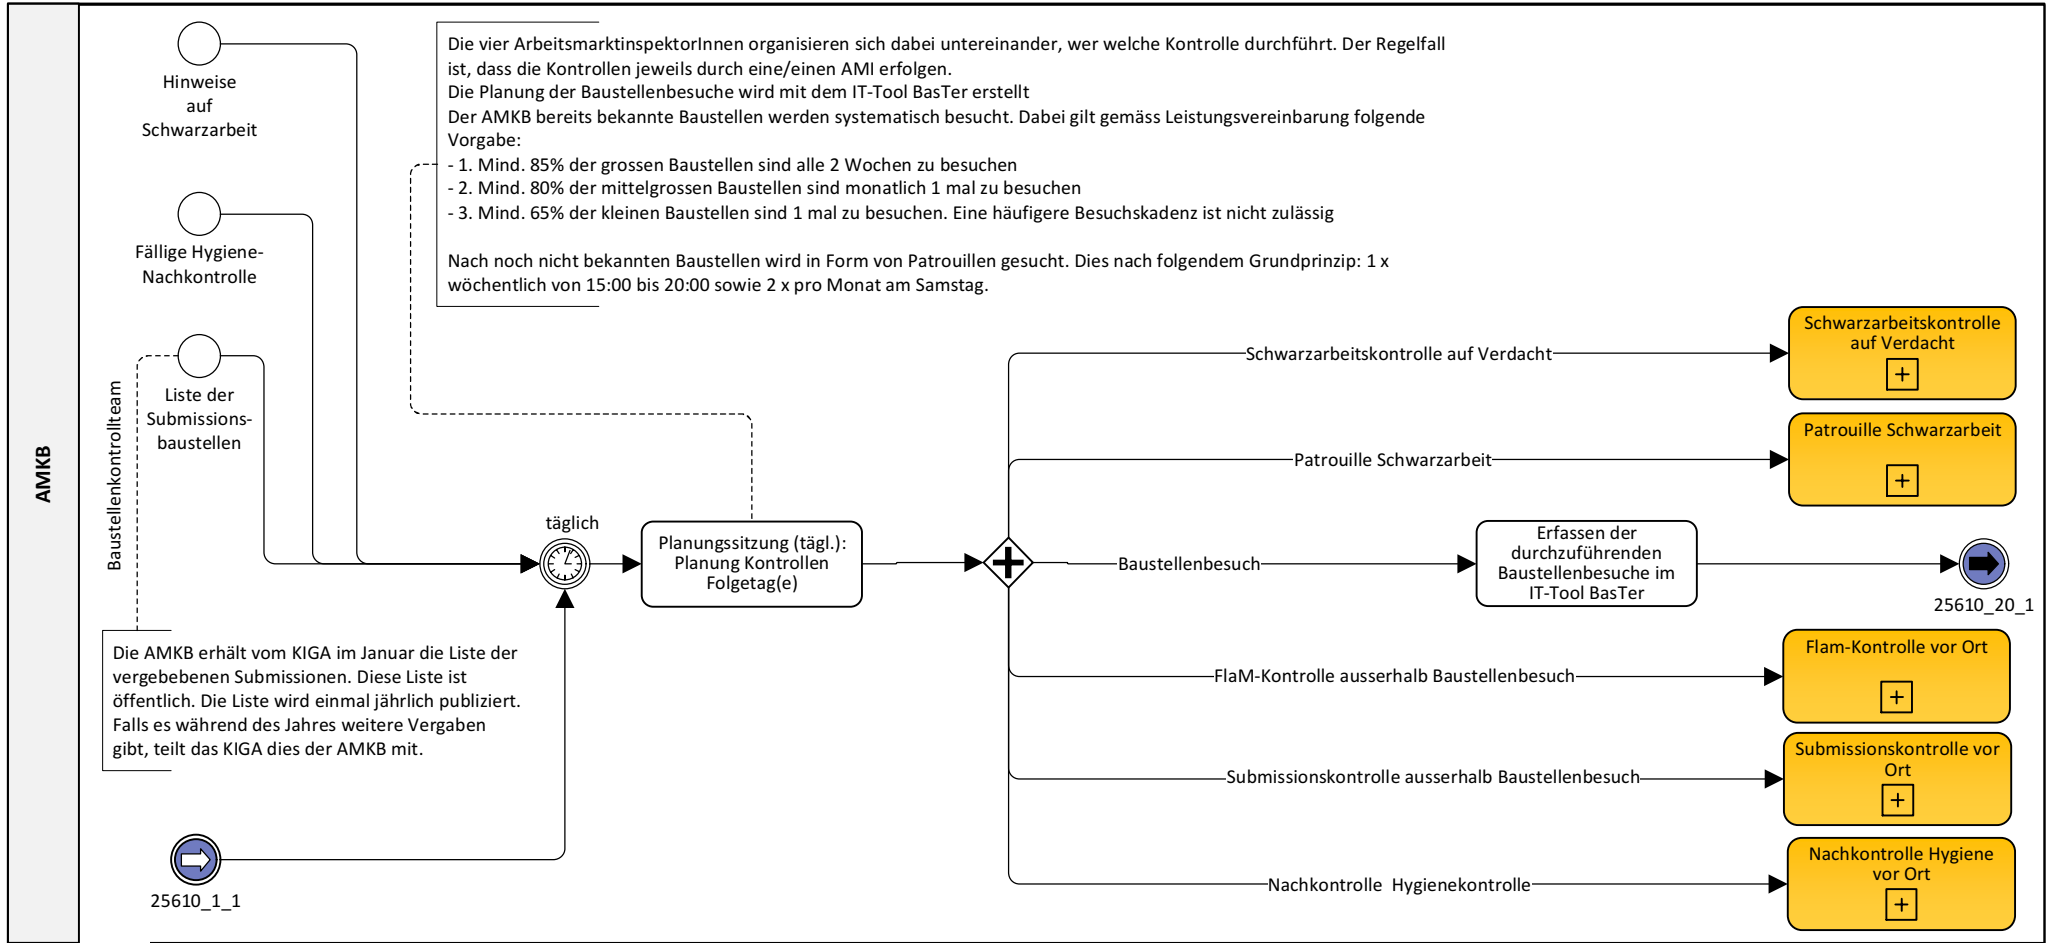 AMKB
Hinweise
auf
Schwarzarbeit
Fällige Hygiene-
Nachkontrolle
Liste der
Submissions-
baustellen
Baustellenkontrollteam
Die vier ArbeitsmarktinspektorInnen organisieren sich dabei untereinander, wer welche Kontrolle durchführt. Der Regelfall
ist, dass die Kontrollen jeweils durch eine/einen AMI erfolgen.
Die Planung der Baustellenbesuche wird mit dem IT-Tool BasTer erstellt
Der AMKB bereits bekannte Baustellen werden systematisch besucht. Dabei gilt gemäss Leistungsvereinbarung folgende
Vorgabe:
- 1. Mind. 85% der grossen Baustellen sind alle 2 Wochen zu besuchen
- 2. Mind. 80% der mittelgrossen Baustellen sind monatlich 1 mal zu besuchen
- 3. Mind. 65% der kleinen Baustellen sind 1 mal zu besuchen. Eine häufigere Besuchskadenz ist nicht zulässig
Nach noch nicht bekannten Baustellen wird in Form von Patrouillen gesucht. Dies nach folgendem Grundprinzip: 1 x
wöchentlich von 15:00 bis 20:00 sowie 2 x pro Monat am Samstag.
Die AMKB erhält vom KIGA im Januar die Liste der
vergebebenen Submissionen. Diese Liste ist
öffentlich. Die Liste wird einmal jährlich publiziert.
Falls es während des Jahres weitere Vergaben
gibt, teilt das KIGA dies der AMKB mit.
25610_1_1
täglich
Planungssitzung (tägl.):
Planung Kontrollen
Folgetag(e)
Schwarzarbeitskontrolle auf Verdacht
Schwarzarbeitskontrolle
auf Verdacht
Patrouille Schwarzarbeit
Patrouille Schwarzarbeit
Baustellenbesuch
Erfassen der
durchzuführenden
Baustellenbesuche im
IT-Tool BasTer
25610_20_1
FlaM-Kontrolle ausserhalb Baustellenbesuch
Flam-Kontrolle vor Ort
Submissionskontrolle ausserhalb Baustellenbesuch
Submissionskontrolle vor
Ort
Nachkontrolle  Hygienekontrolle
Nachkontrolle Hygiene
vor Ort